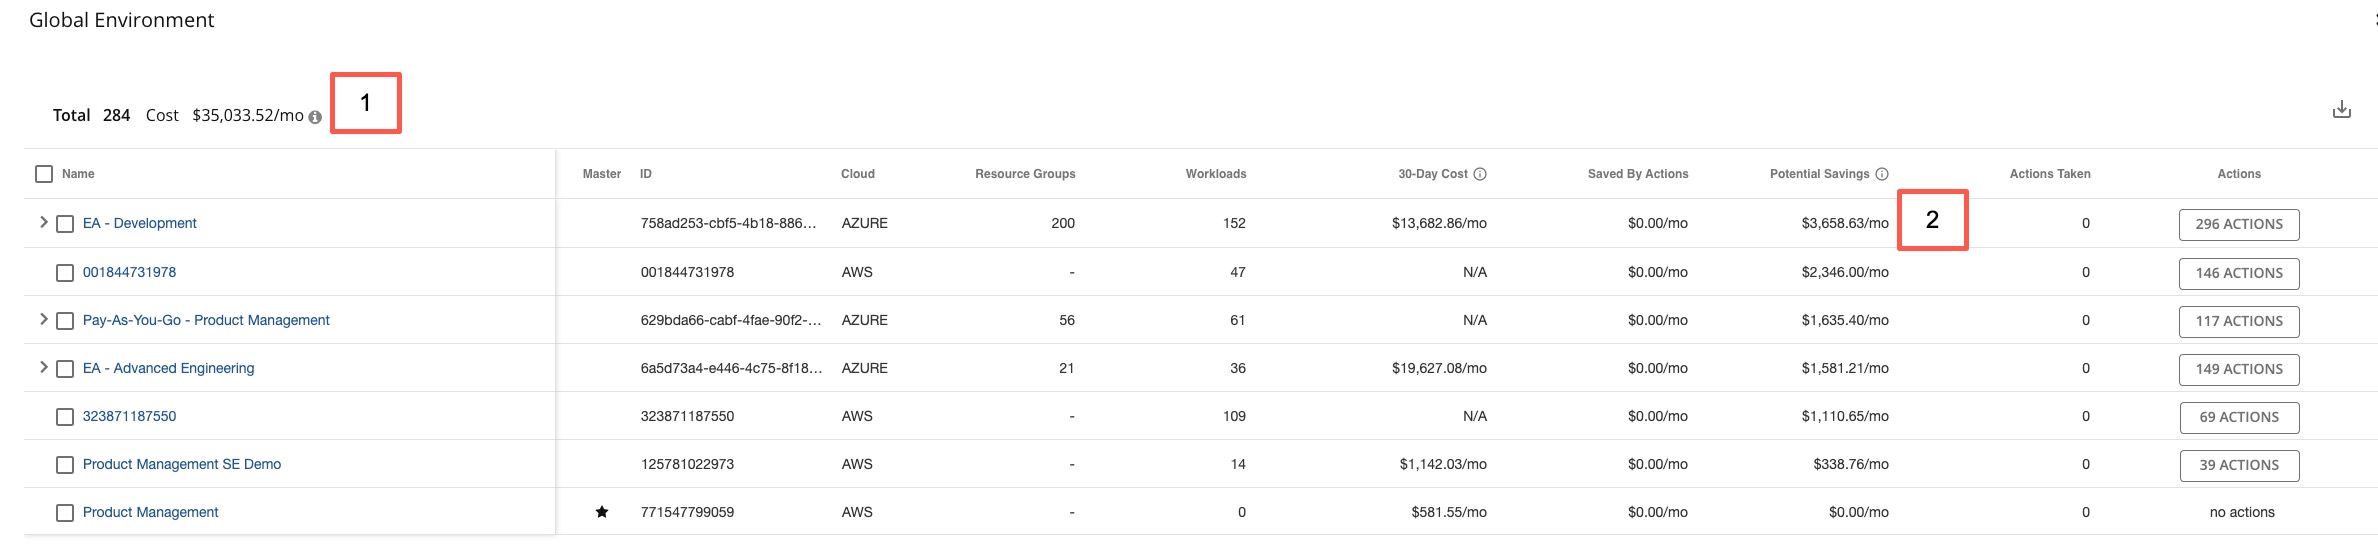 Global Environment
1
Total 284 Cost $35,033.52/mo
Name Master ID Cloud Resource Groups Workloads 30-Day Cost Saved By Actions Potential Savings Actions Taken Actions
2
EA - Development 758ad253-cbf5-4b18-886... AZURE 200 152 $13,682.86/mo $0.00/mo $3,658.63/mo 0 296 ACTIONS
001844731978 001844731978 AWS - 47 N/A $0.00/mo $2,346.00/mo 0 146 ACTIONS
Pay-As-You-Go - Product Management 629bda66-cabf-4fae-90f2-... AZURE 56 61 N/A $0.00/mo $1,635.40/mo 0 117 ACTIONS
EA - Advanced Engineering 6a5d73a4-e446-4c75-8f18... AZURE 21 36 $19,627.08/mo $0.00/mo $1,581.21/mo 0 149 ACTIONS
323871187550 323871187550 AWS - 109 N/A $0.00/mo $1,110.65/mo 0 69 ACTIONS
Product Management SE Demo 125781022973 AWS - 14 $1,142.03/mo $0.00/mo $338.76/mo 0 39 ACTIONS
Product Management ★ 771547799059 AWS - 0 $581.55/mo $0.00/mo $0.00/mo 0 no actions